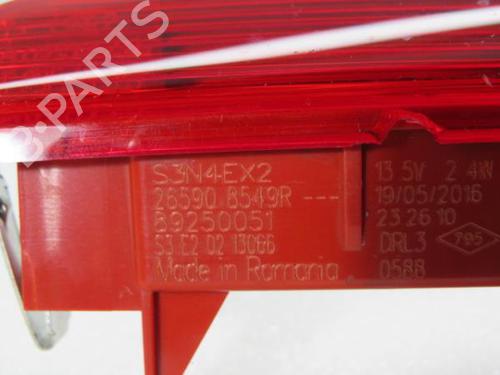 B-PARTS
S3N4-EX2
26590 8549R ---
89250051
S3 E2 02 13066
Made in Romania
13.5V 2.4W
19/05/2016
23 26 10
DRL3
795
0588